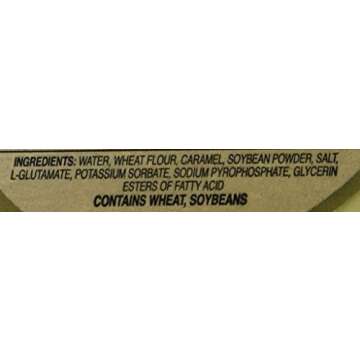 INGREDIENTS: WATER, WHEAT FLOUR, CARAMEL, SOYBEAN POWDER, SALT,
L-GLUTAMATE, POTASSIUM SORBATE, SODIUM PYROPHOSPHATE, GLYCERIN
ESTERS OF FATTY ACID
CONTAINS WHEAT, SOYBEANS